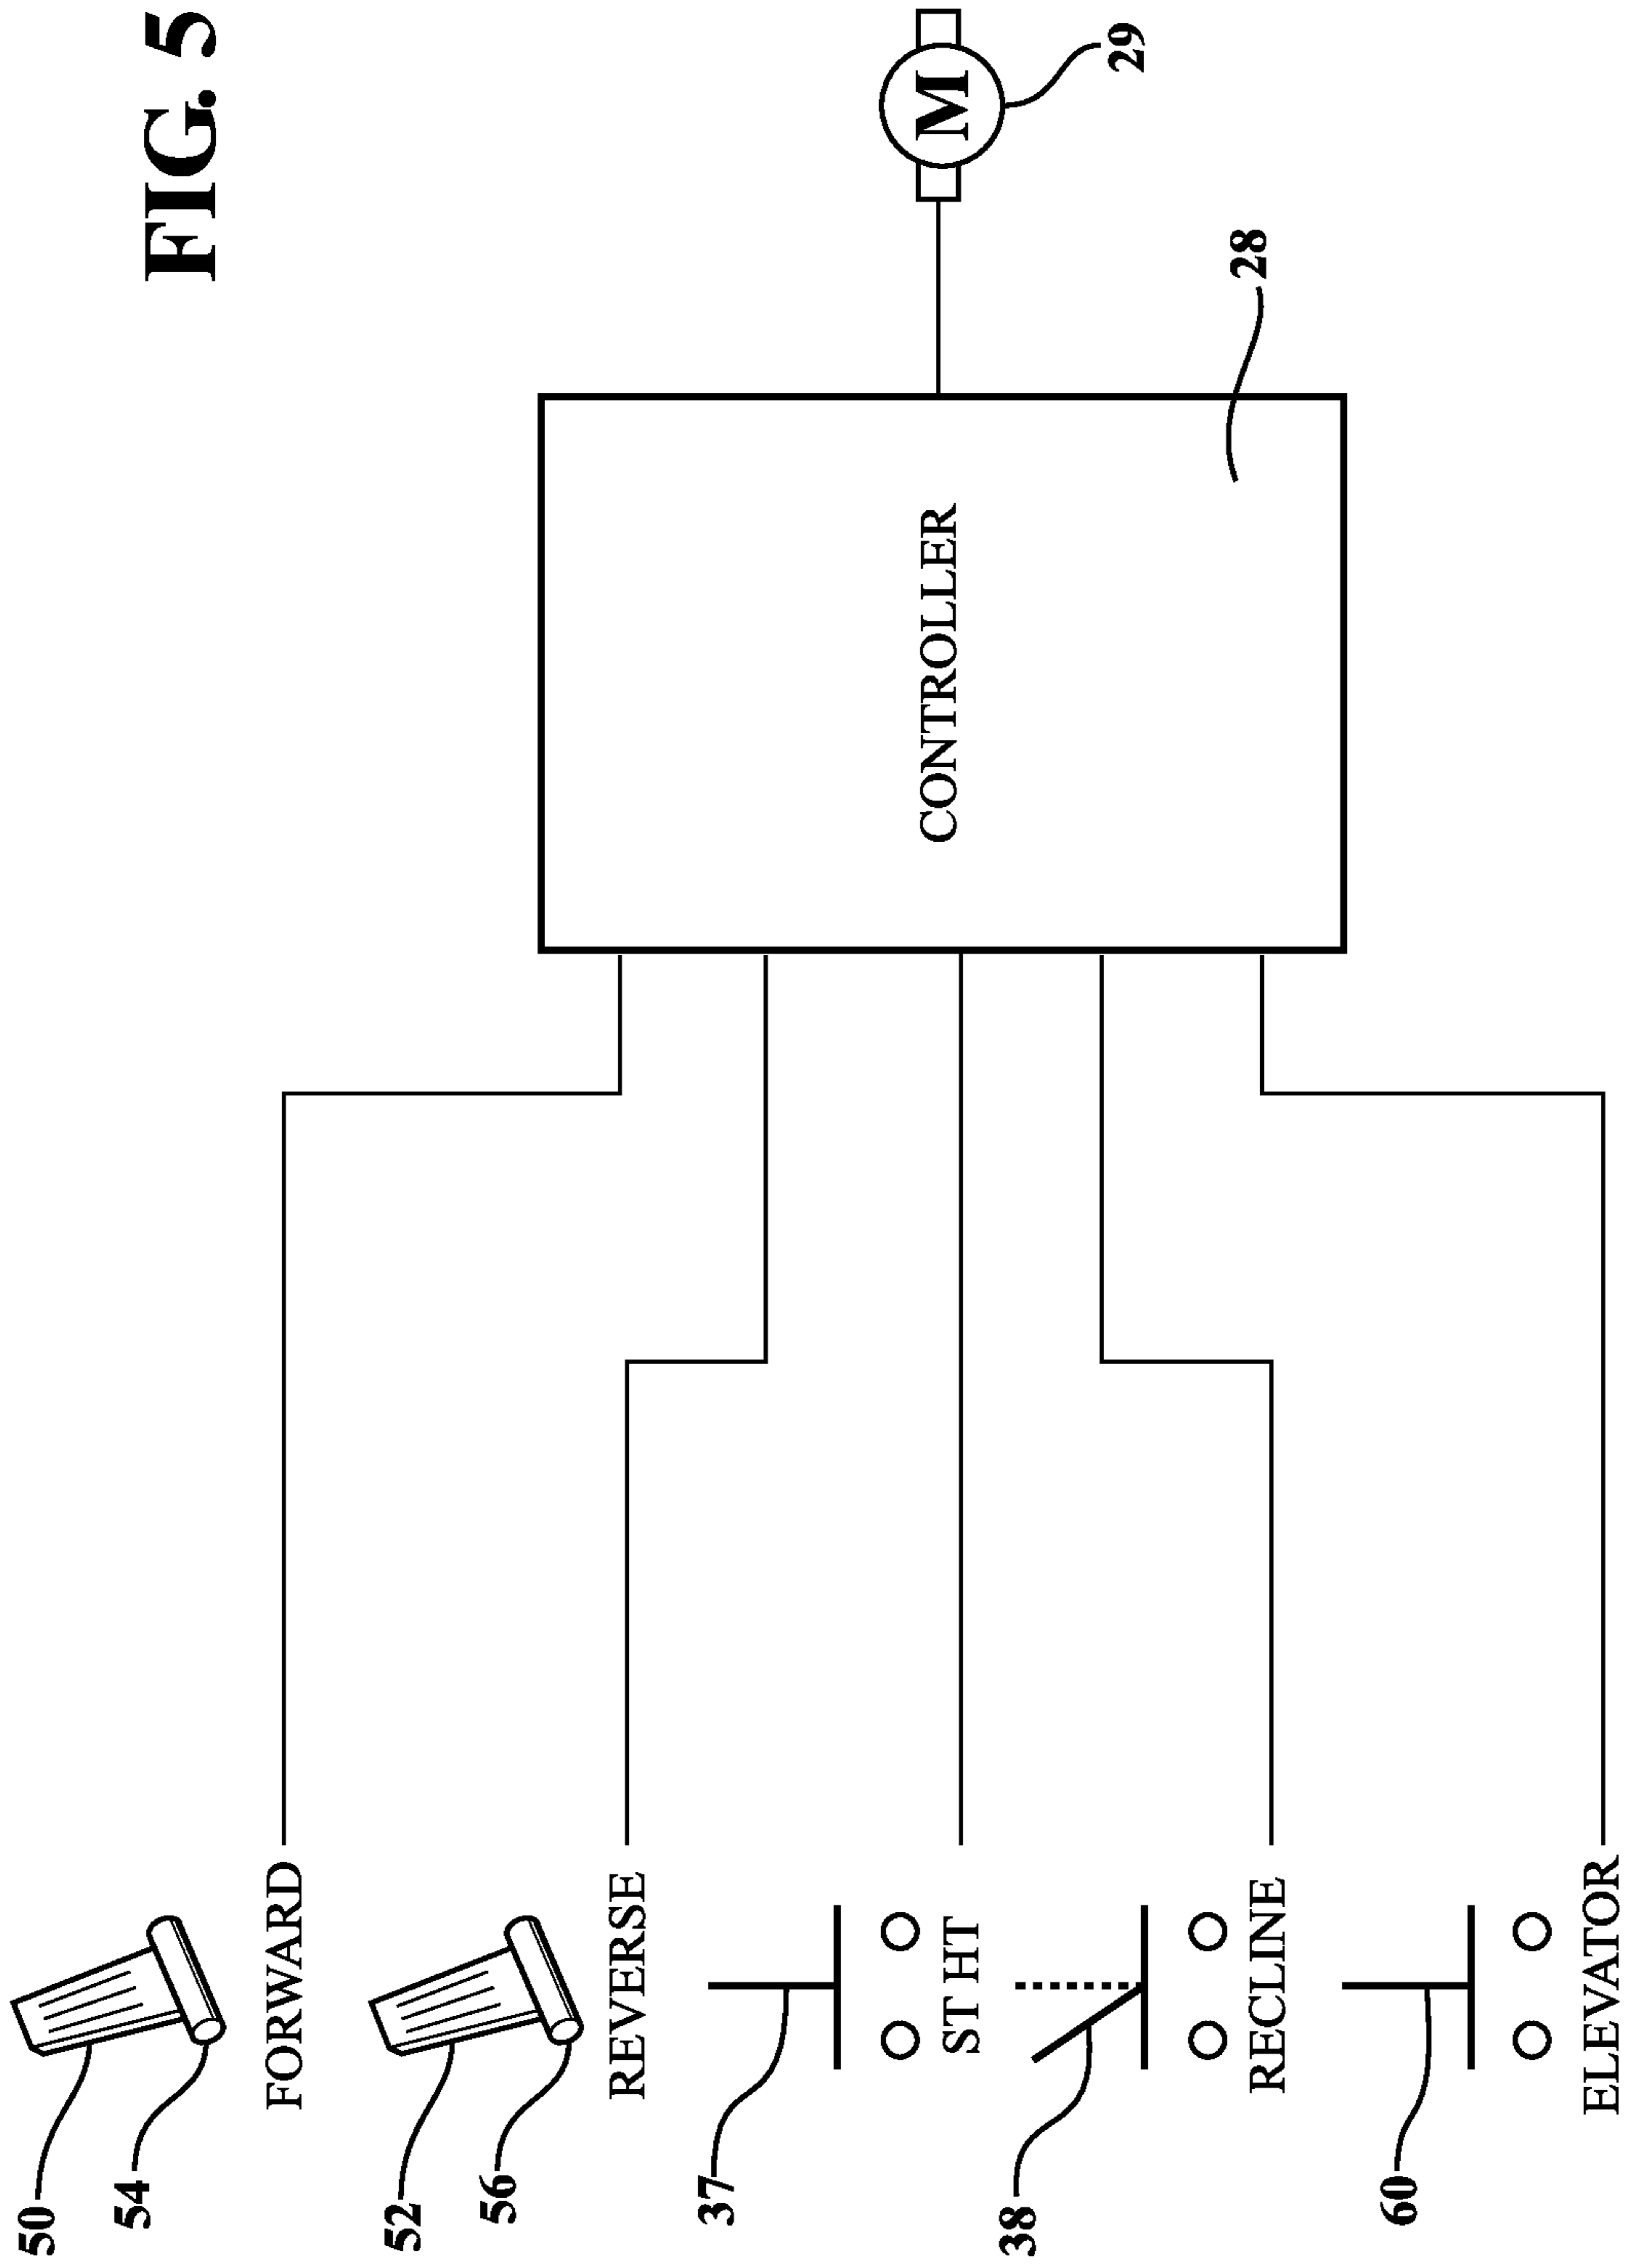 FIG. 5
50
54
FORWARD
52
56
REVERSE
37
ST HT
38
RECLINE
60
ELEVATOR
CONTROLLER
28
M
29